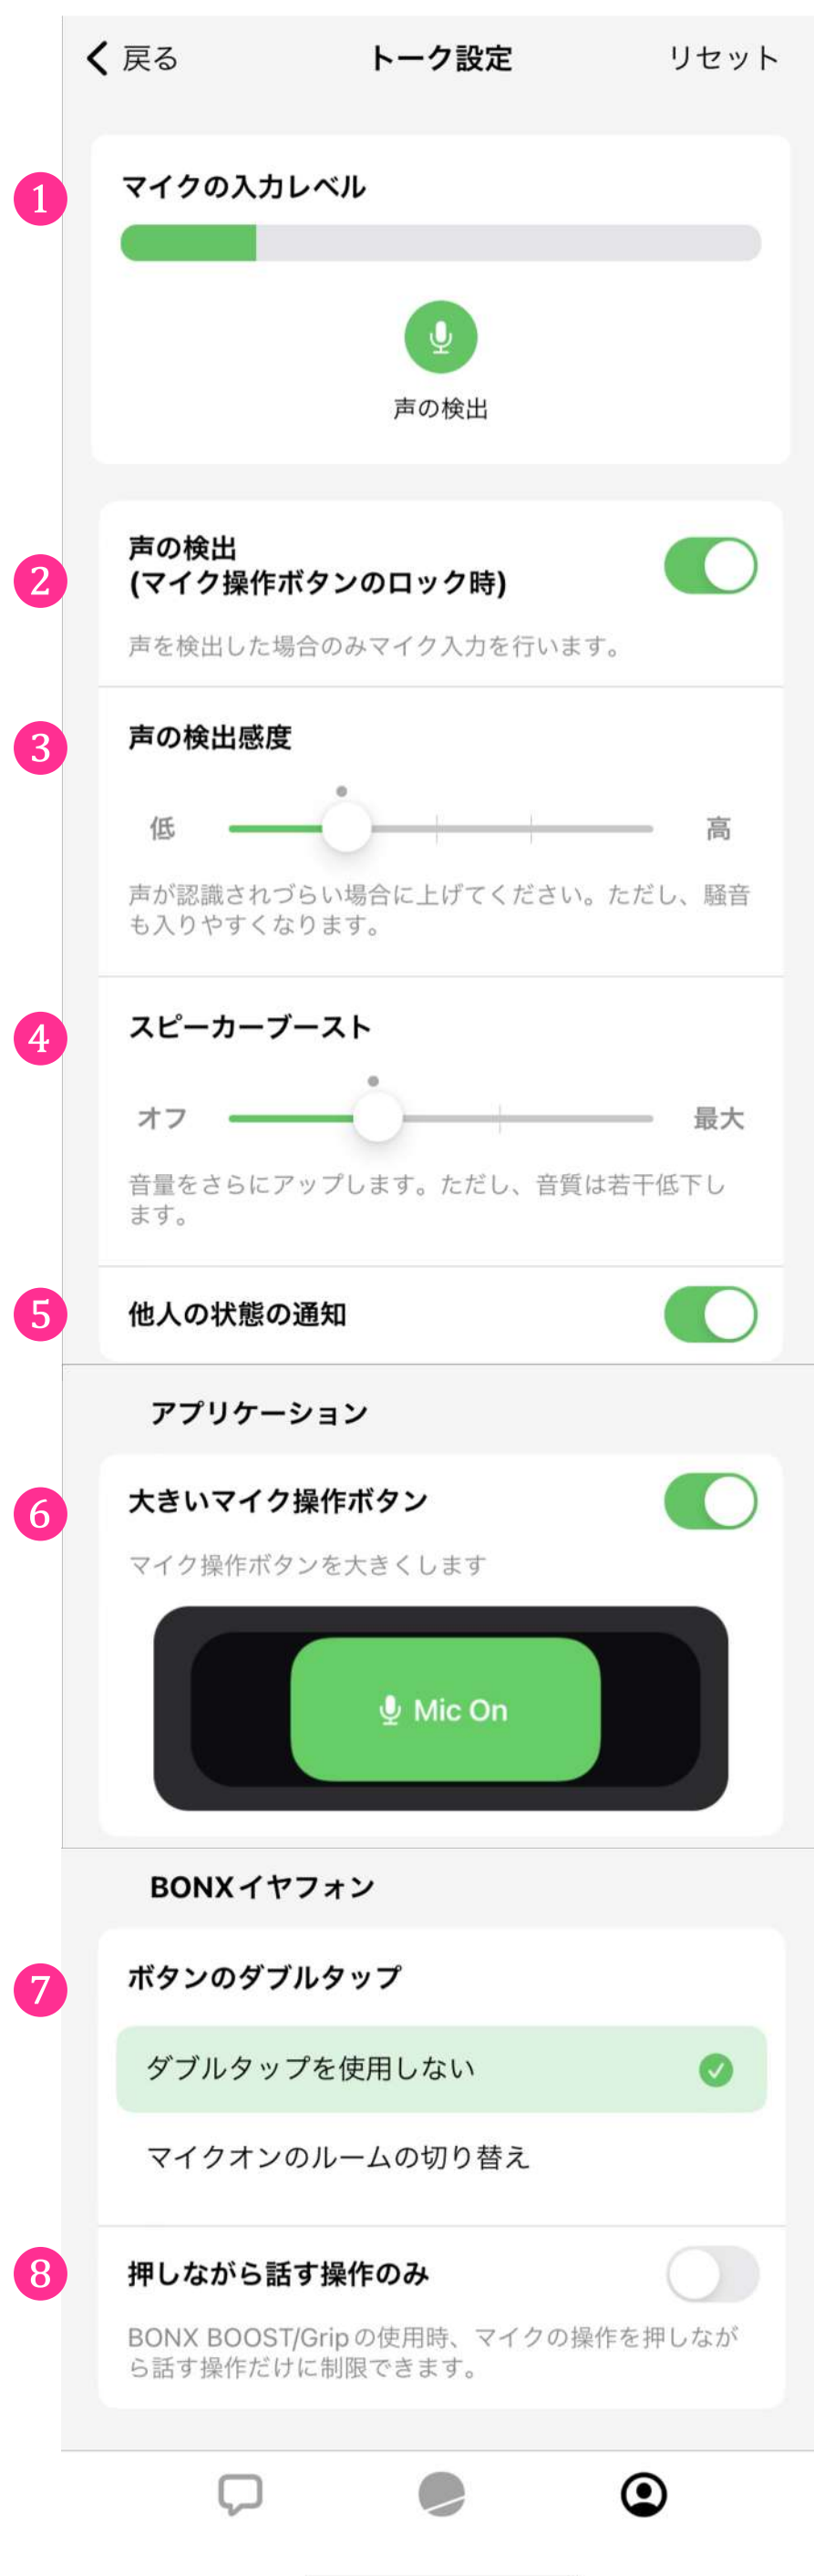 戻る
トーク設定
リセット
1
マイクの入力レベル
声の検出
2
声の検出
(マイク操作ボタンのロック時)
声を検出した場合のみマイク入力を行います。
3
声の検出感度
低
高
声が認識されづらい場合に上げてください。ただし、騒音
も入りやすくなります。
4
スピーカーブースト
オフ
最大
音量をさらにアップします。ただし、音質は若干低下し
ます。
5
他人の状態の通知
アプリケーション
6
大きいマイク操作ボタン
マイク操作ボタンを大きくします
Mic On
BONXイヤフォン
7
ボタンのダブルタップ
ダブルタップを使用しない
マイクオンのルームの切り替え
8
押しながら話す操作のみ
BONX BOOST/Gripの使用時、マイクの操作を押しなが
ら話す操作だけに制限できます。